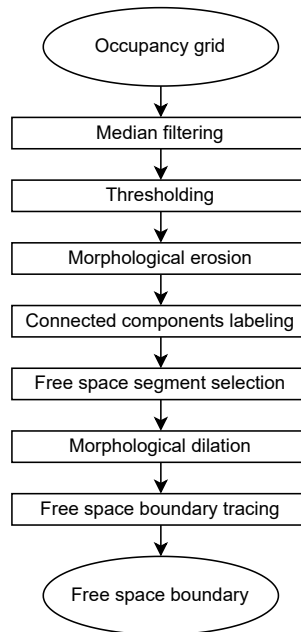 Occupancy grid
Median filtering
Thresholding
Morphological erosion
Connected components labeling
Free space segment selection
Morphological dilation
Free space boundary tracing
Free space boundary